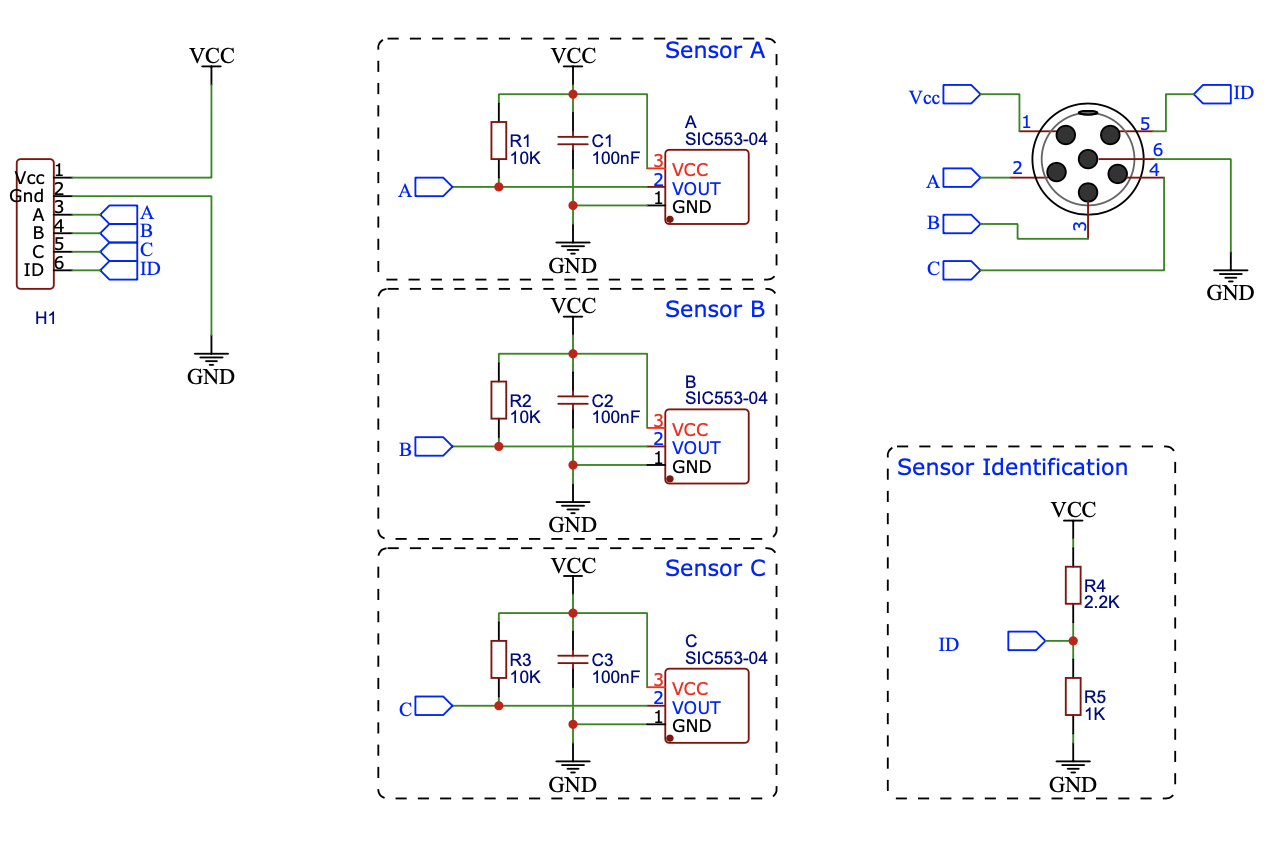 VCC
Vcc 1
Gnd 2
A 3 A
B 4 B
C 5 C
ID 6 ID
H1
GND
Sensor A
VCC
R1
10K
C1
100nF
A
SIC553-04
3 VCC
2 VOUT
1 GND
A
GND
Sensor B
VCC
R2
10K
C2
100nF
B
SIC553-04
3 VCC
2 VOUT
1 GND
B
GND
Sensor C
VCC
R3
10K
C3
100nF
C
SIC553-04
3 VCC
2 VOUT
1 GND
C
GND
Vcc
ID
1
5
6
2
4
A
B
3
C
GND
Sensor Identification
VCC
R4
2.2K
ID
R5
1K
GND